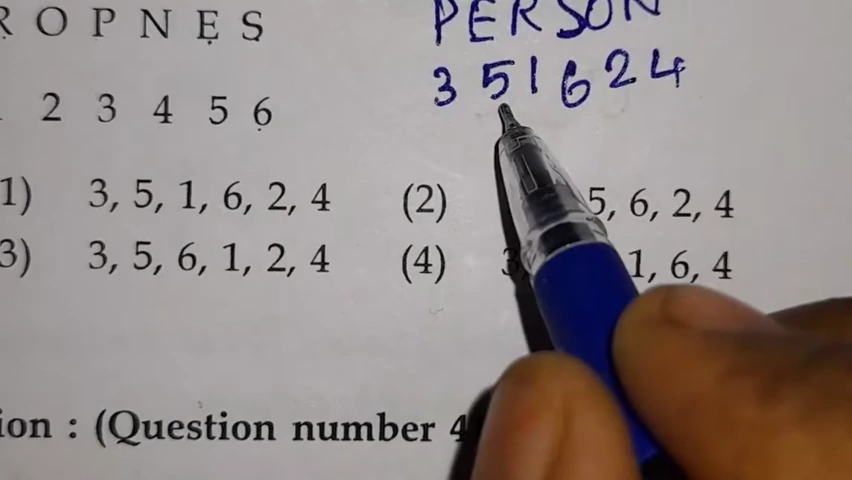 R O P N E S
PERSON
2 3 4 5 6
3 5 1 6 2 4
1) 3, 5, 1, 6, 2, 4 (2) 5, 6, 2, 4
3) 3, 5, 6, 1, 2, 4 (4) 3, 1, 6, 4
ion : (Question number 4